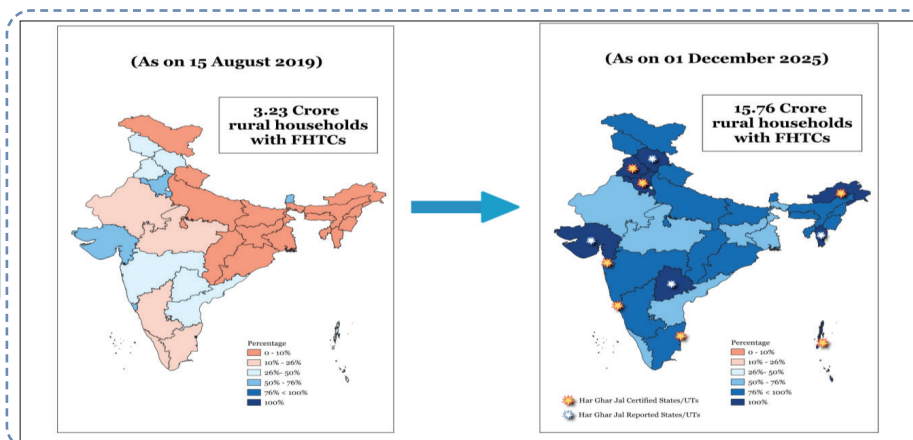 (As on 15 August 2019)
3.23 Crore
rural households
with FHTCs
Percentage
0 - 10%
10% - 26%
26%- 50%
50% - 76%
76% < 100%
100%
(As on 01 December 2025)
15.76 Crore
rural households
with FHTCs
Percentage
0 - 10%
10% - 26%
26%- 50%
50% - 76%
76% < 100%
100%
Har Ghar Jal Certified States/UTs
Har Ghar Jal Reported States/UTs